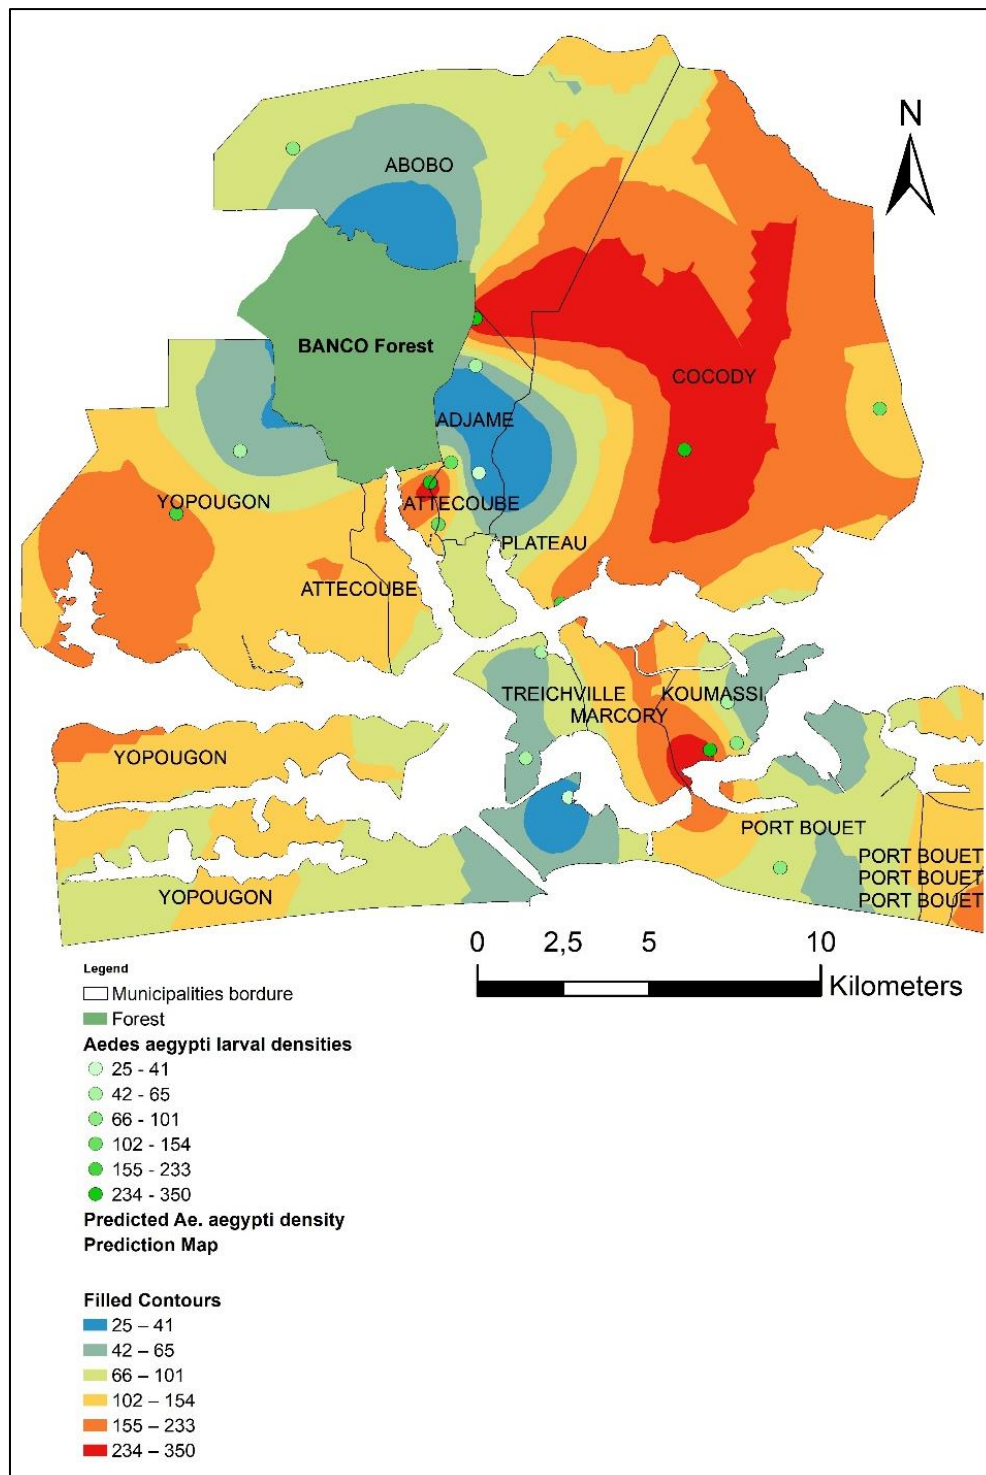 N
ABOBO
BANCO Forest
COCODY
ADJAME
YOPOUGON
ATTECOUBE
PLATEAU
ATTECOUBE
TREICHVILLE
KOUMASSI
MARCORY
YOPOUGON
PORT BOUET
PORT BOUET
PORT BOUET
PORT BOUET
YOPOUGON
0 2,5 5 10
Kilometers
Legend
Municipalities bordure
Forest
Aedes aegypti larval densities
25 - 41
42 - 65
66 - 101
102 - 154
155 - 233
234 - 350
Predicted Ae. aegypti density
Prediction Map
Filled Contours
25 – 41
42 – 65
66 – 101
102 – 154
155 – 233
234 – 350